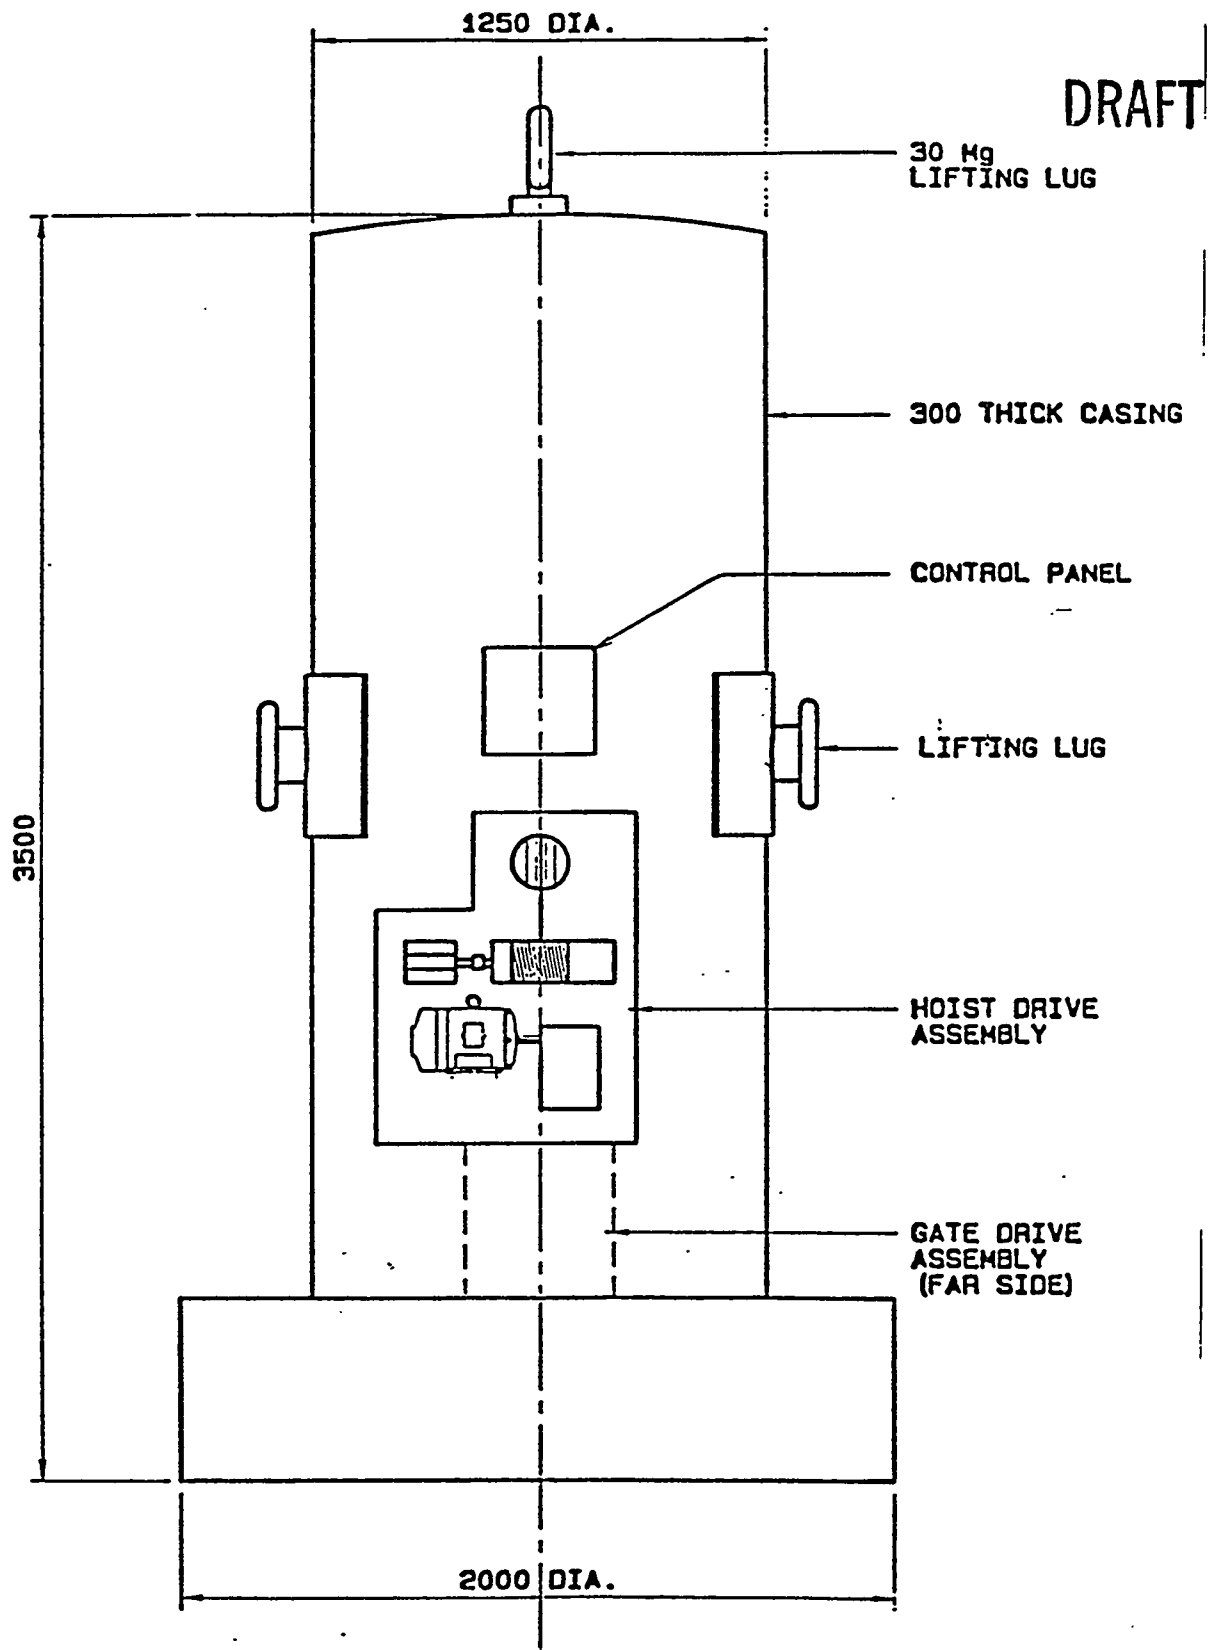 1250 DIA.
DRAFT
30 Mg
LIFTING LUG
300 THICK CASING
CONTROL PANEL
LIFTING LUG
3500
HOIST DRIVE
ASSEMBLY
GATE DRIVE
ASSEMBLY
(FAR SIDE)
2000 DIA.